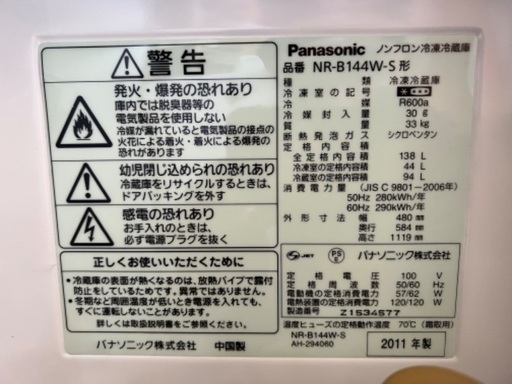 警告
発火・爆発の恐れあり
庫内では脱臭器等の
電気製品を使用しない
冷媒が漏れていると電気製品の接点の
火花による着火・着火による爆発の
恐れがあります
幼児閉じ込められの恐れあり
冷蔵庫をリサイクルするときは、
ドアパッキングを外す
感電の恐れあり
お手入れのときは、
必ず電源プラグを抜く
正しくお使いいただくために
●冷蔵庫の表面が熱くなるのは、放熱パイプで露付
防止をしているためです。異常ではありません。
●冬期など周囲温度が低いとき電源を入れても、
すぐに運転しないことがあります。
詳しくは取扱説明書をご参照ください。
パナソニック株式会社 中国製
Panasonic ノンフロン冷凍冷蔵庫
品番 NR-B144W-S 形
種類 冷凍冷蔵庫
冷凍室の記号
冷媒 R600a
封入量 30 g
質量 33 kg
断熱発泡ガス シクロペンタン
定格内容積
全定格内容積 138 L
冷凍室の定格内容積 44 L
冷蔵室の定格内容積 94 L
消費電力量 (JIS C 9801-2006年)
50Hz 280kWh/年
60Hz 290kWh/年
外形寸法 幅 480 mm
奥行 584 mm
高さ 1119 mm
JET PS E パナソニック株式会社
定格電圧 100 V
定格周波数 50/60 Hz
電動機の定格消費電力 57/62 W
電熱装置の定格消費電力 120/120 W
Z1534577
温度ヒューズの定格動作温度 70℃ (霜取用)
NR-B144W-S
AH-294060 2011 年製